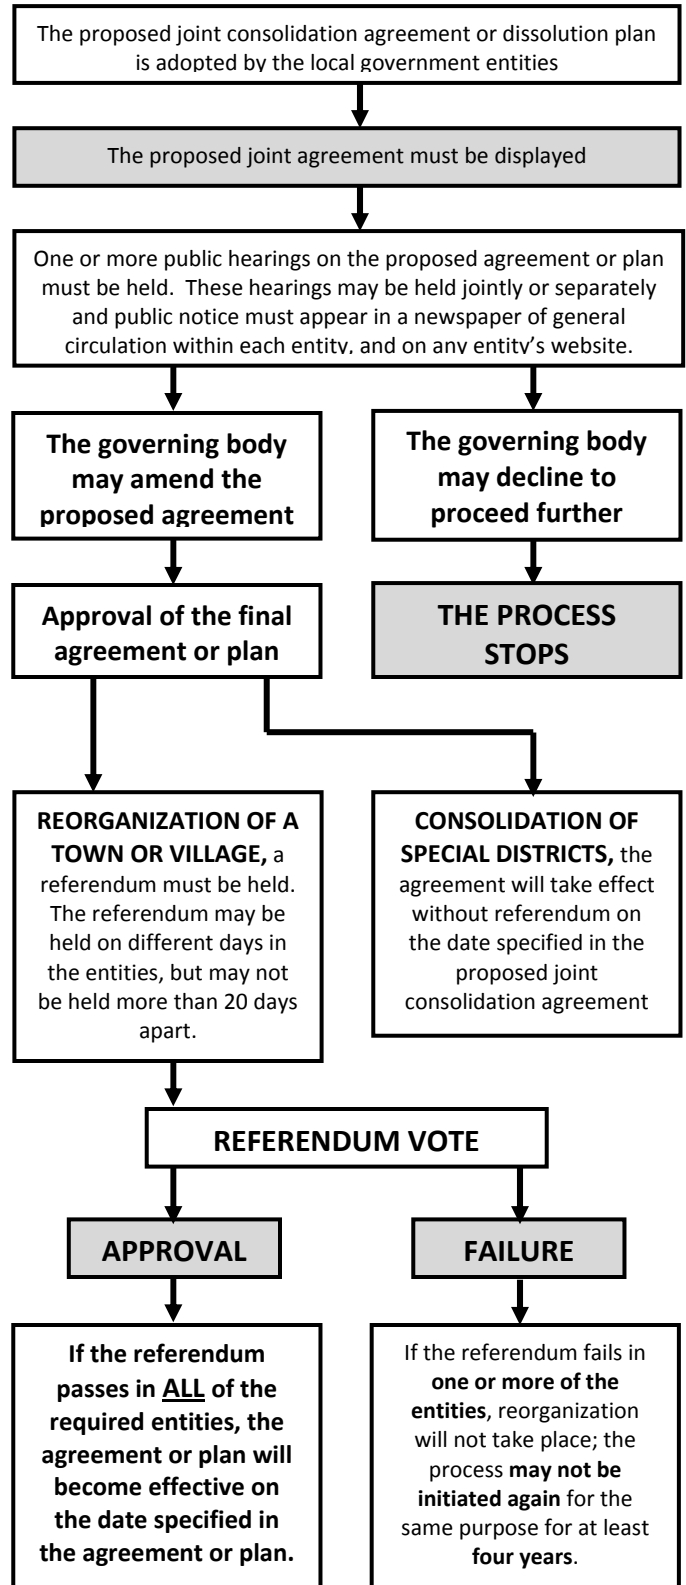 The proposed joint consolidation agreement or dissolution plan
is adopted by the local government entities
The proposed joint agreement must be displayed
One or more public hearings on the proposed agreement or plan
must be held. These hearings may be held jointly or separately
and public notice must appear in a newspaper of general
circulation within each entity, and on any entity's website.
The governing body
may amend the
proposed agreement
The governing body
may decline to
proceed further
Approval of the final
agreement or plan
THE PROCESS
STOPS
REORGANIZATION OF A
TOWN OR VILLAGE, a
referendum must be held.
The referendum may be
held on different days in
the entities, but may not
be held more than 20 days
apart.
CONSOLIDATION OF
SPECIAL DISTRICTS, the
agreement will take effect
without referendum on
the date specified in the
proposed joint
consolidation agreement
REFERENDUM VOTE
APPROVAL
FAILURE
If the referendum
passes in ALL of the
required entities, the
agreement or plan will
become effective on
the date specified in
the agreement or plan.
If the referendum fails in
one or more of the
entities, reorganization
will not take place; the
process may not be
initiated again for the
same purpose for at least
four years.